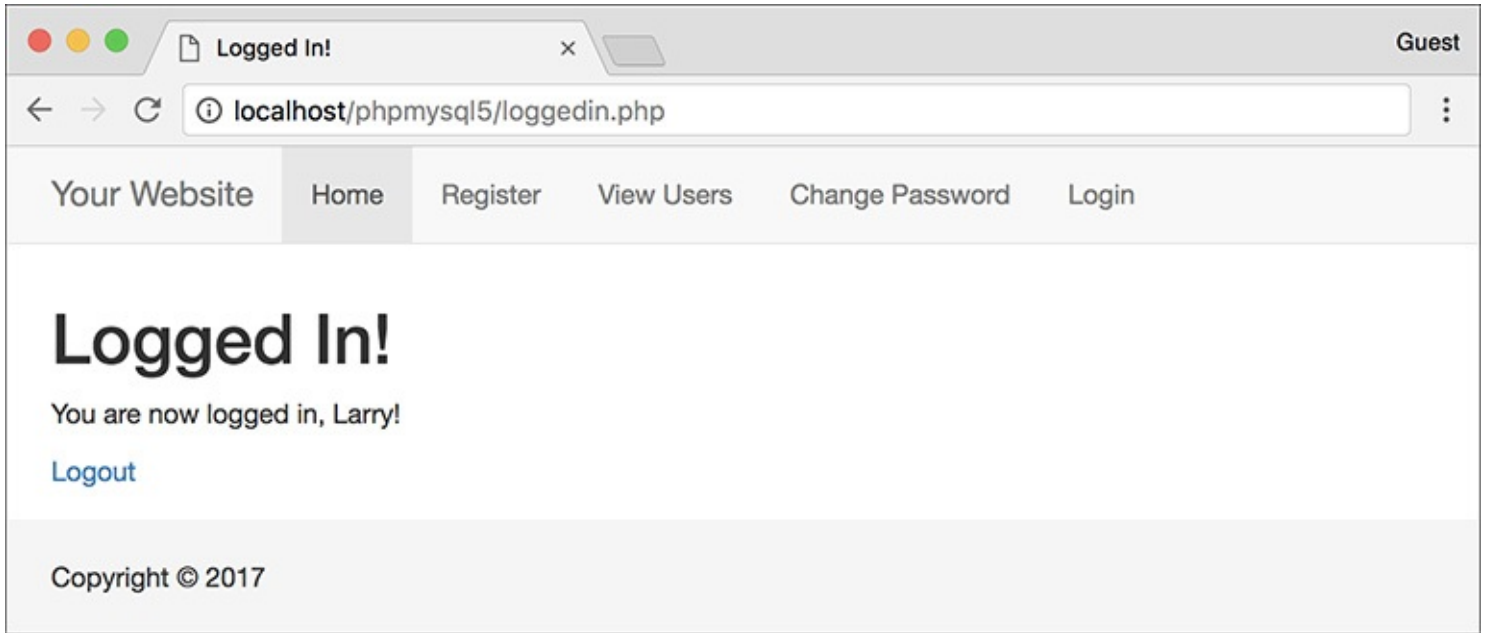 Logged In!
Guest
localhost/phpmysql5/loggedin.php
Your Website Home Register View Users Change Password Login
Logged In!
You are now logged in, Larry!
Logout
Copyright © 2017